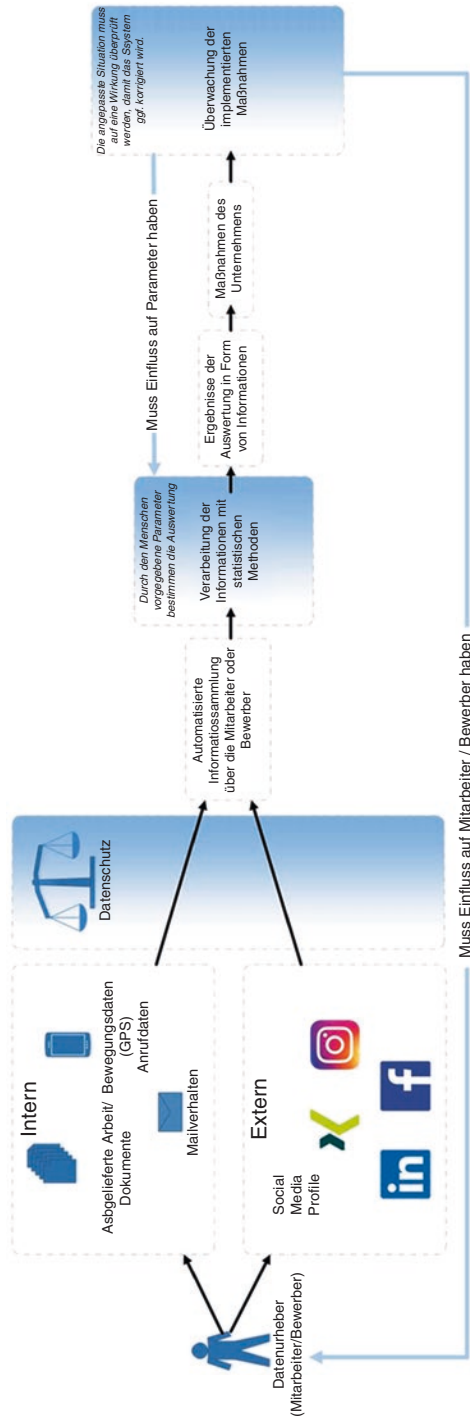 Datenurheber
(Mitarbeiter/Bewerber)
Intern
Asbgelieferte Arbeit/
Dokumente
Bewegungsdaten
(GPS)
Anrufdaten
Mailverhalten
Extern
Social
Media
Profile
in
f
Datenschutz
Automatisierte
Informatiossammlung
über die Mitarbeiter oder
Bewerber
Durch den Menschen
vorgegebene Parameter
bestimmen die Auswertung
Verarbeitung der
Informationen mit
statistischen
Methoden
Ergebnisse der
Auswertung in Form
von Informationen
Maßnahmen des
Unternehmens
Die angepasste Situation muss
auf eine Wirkung überprüft
werden, damit das Ssystem
ggf. korrigiert wird.
Überwachung der
implementierten
Maßnahmen
Muss Einfluss auf Parameter haben
Muss Einfluss auf Mitarbeiter / Bewerber haben